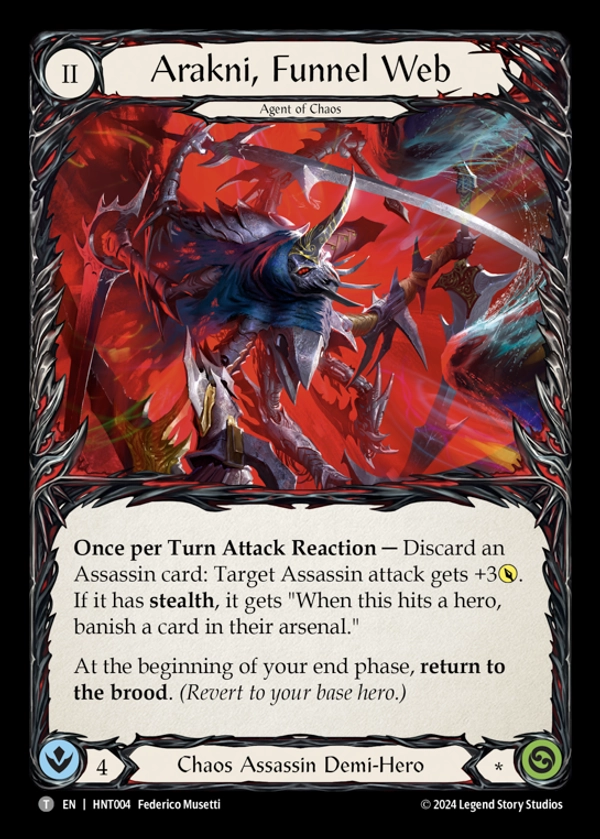 II
Arakni, Funnel Web
Agent of Chaos
Once per Turn Attack Reaction — Discard an
Assassin card: Target Assassin attack gets +3.
If it has stealth, it gets "When this hits a hero,
banish a card in their arsenal."
At the beginning of your end phase, return to
the brood. (Revert to your base hero.)
4
Chaos Assassin Demi-Hero
*
T EN | HNT004 Federico Musetti
© 2024 Legend Story Studios